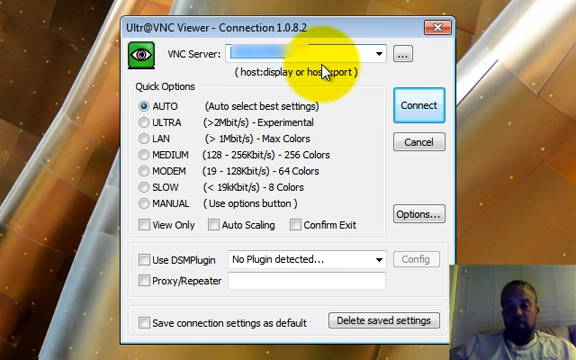 Ultr@VNC Viewer - Connection 1.0.8.2
VNC Server:
...
( host:display or host::port )
Quick Options
AUTO (Auto select best settings)
ULTRA (>2Mbit/s) - Experimental
LAN (> 1Mbit/s) - Max Colors
MEDIUM (128 - 256Kbit/s) - 256 Colors
MODEM (19 - 128Kbit/s) - 64 Colors
SLOW (< 19kKbit/s) - 8 Colors
MANUAL ( Use options button )
View Only Auto Scaling Confirm Exit
Connect
Cancel
Options...
Use DSMPlugin No Plugin detected... Config
Proxy/Repeater
Save connection settings as default Delete saved settings